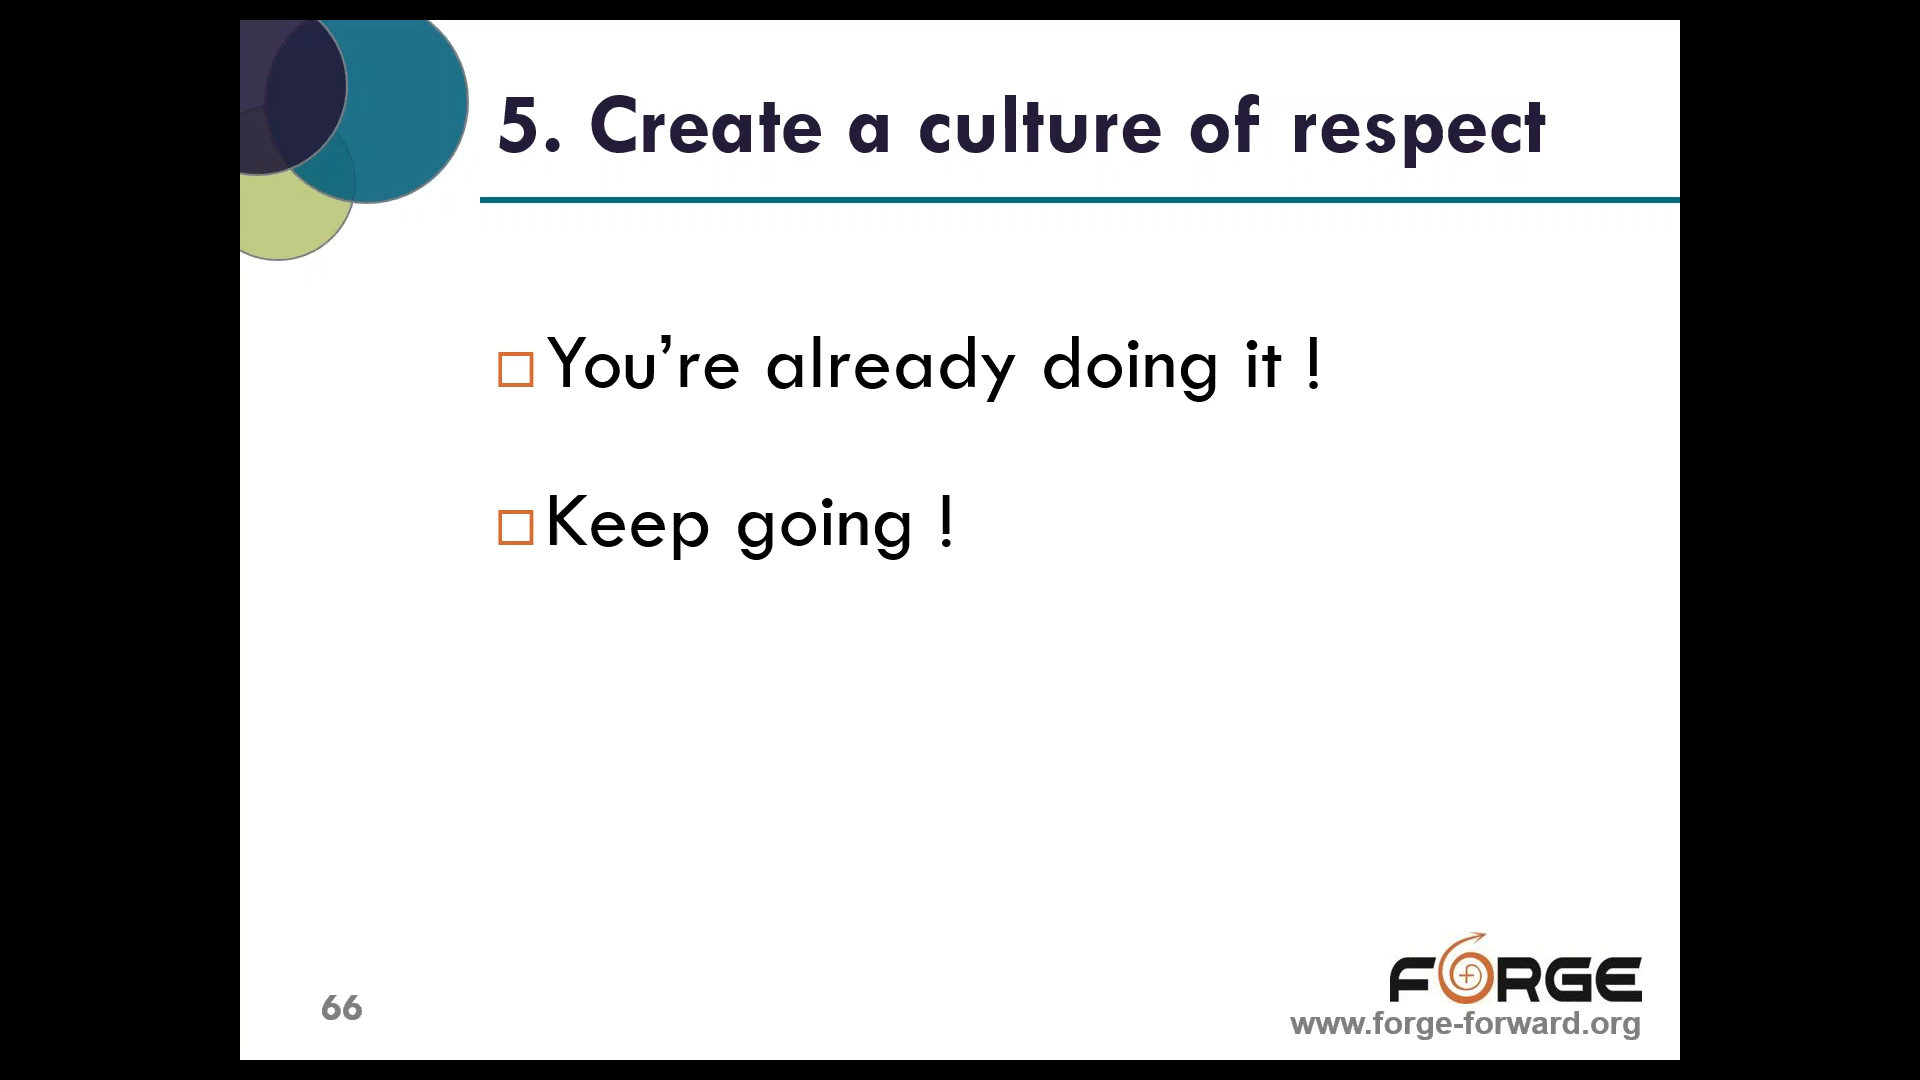 5. Create a culture of respect
You’re already doing it !
Keep going !
66
FORGE
www.forge-forward.org